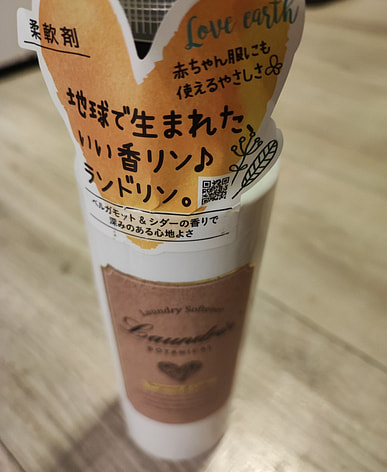 柔軟剤
Love earth
赤ちゃん服にも
使えるやさしさ
地球で生まれた、
いい香リン♪
ランドリン。
ベルガモット&シダーの香りで
深みのある心地よさ
Laundry Softener
Laundrin
BOTANICAL